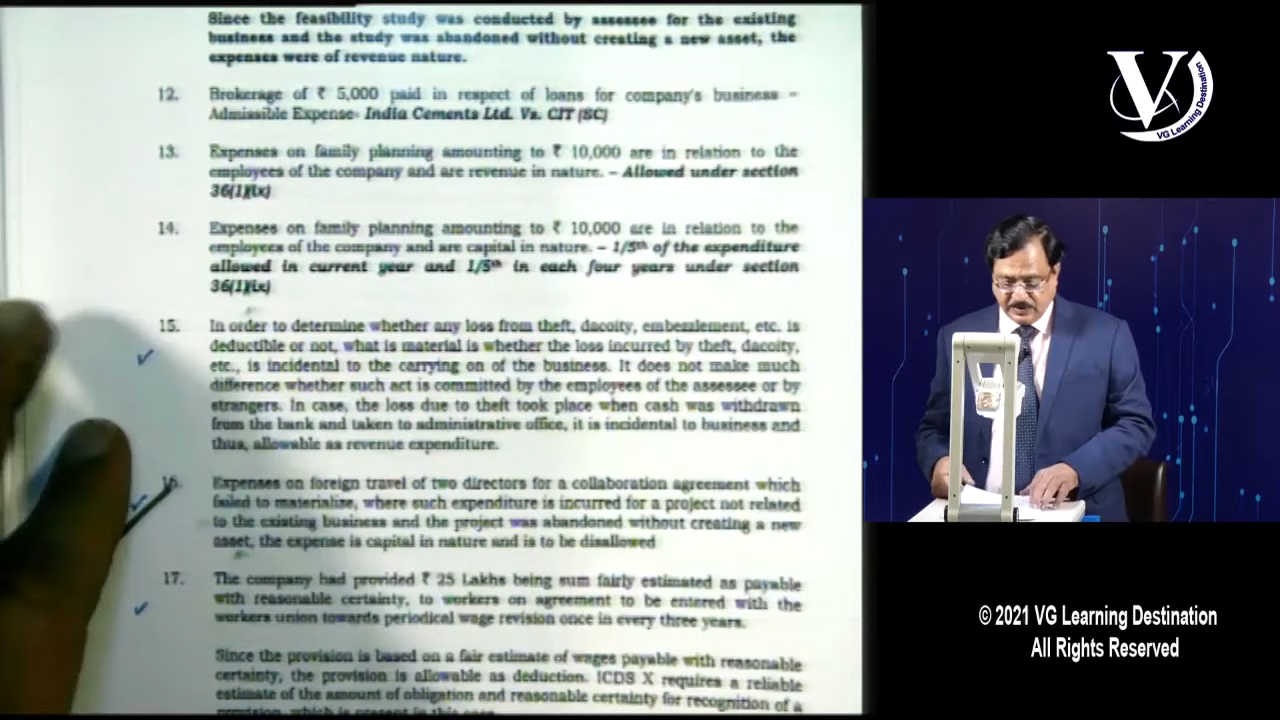 Since the feasibility study was conducted by assessee for the existing
business and the study was abandoned without creating a new asset, the
expenses were of revenue nature.
12. Brokerage of ₹ 5,000 paid in respect of loans for company's business –
Admissible Expense- India Cements Ltd. Vs. CIT (SC)
13. Expenses on family planning amounting to ₹ 10,000 are in relation to the
employees of the company and are revenue in nature. – Allowed under section
36(1)(ix)
14. Expenses on family planning amounting to ₹ 10,000 are in relation to the
employees of the company and are capital in nature. – 1/5th of the expenditure
allowed in current year and 1/5th in each four years under section
36(1)(ix)
15. In order to determine whether any loss from theft, dacoity, embezzlement, etc. is
deductible or not, what is material is whether the loss incurred by theft, dacoity,
etc., is incidental to the carrying on of the business. It does not make much
difference whether such act is committed by the employees of the assessee or by
strangers. In case, the loss due to theft took place when cash was withdrawn
from the bank and taken to administrative office, it is incidental to business and
thus, allowable as revenue expenditure.
16. Expenses on foreign travel of two directors for a collaboration agreement which
failed to materialize, where such expenditure is incurred for a project not related
to the existing business and the project was abandoned without creating a new
asset, the expense is capital in nature and is to be disallowed
17. The company had provided ₹ 25 Lakhs being sum fairly estimated as payable
with reasonable certainty, to workers on agreement to be entered with the
workers union towards periodical wage revision once in every three years.
Since the provision is based on a fair estimate of wages payable with reasonable
certainty, the provision is allowable as deduction. ICDS X requires a reliable
estimate of the amount of obligation and reasonable certainty for recognition of a
provision, which is present in this case.
V
VG Learning Destination
© 2021 VG Learning Destination
All Rights Reserved